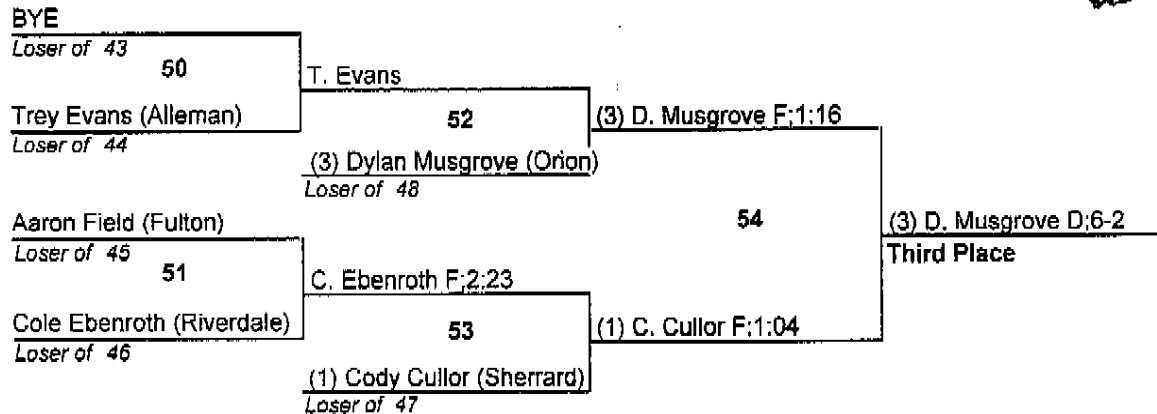 BYE
Loser of 43
50
T. Evans
Trey Evans (Alleman)
Loser of 44
52
(3) D. Musgrove F;1:16
(3) Dylan Musgrove (Orion)
Loser of 48
Aaron Field (Fulton)
Loser of 45
54
(3) D. Musgrove D;6-2
Third Place
51
C. Ebenroth F;2:23
Cole Ebenroth (Riverdale)
Loser of 46
53
(1) C. Cullor F;1:04
(1) Cody Cullor (Sherrard)
Loser of 47